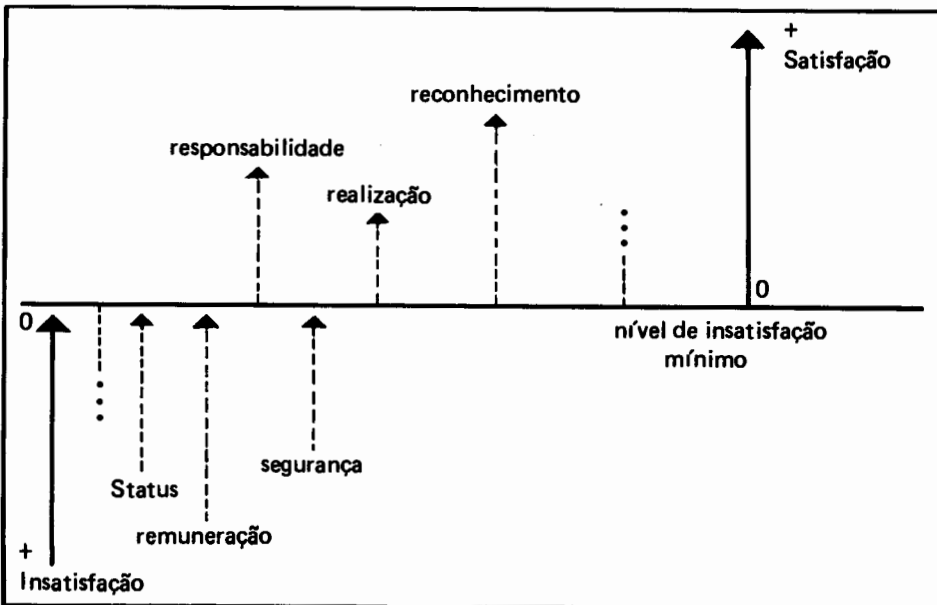 +
Satisfação
reconhecimento
responsabilidade
realização
0
0
nível de insatisfação
mínimo
segurança
Status
remuneração
+
Insatisfação